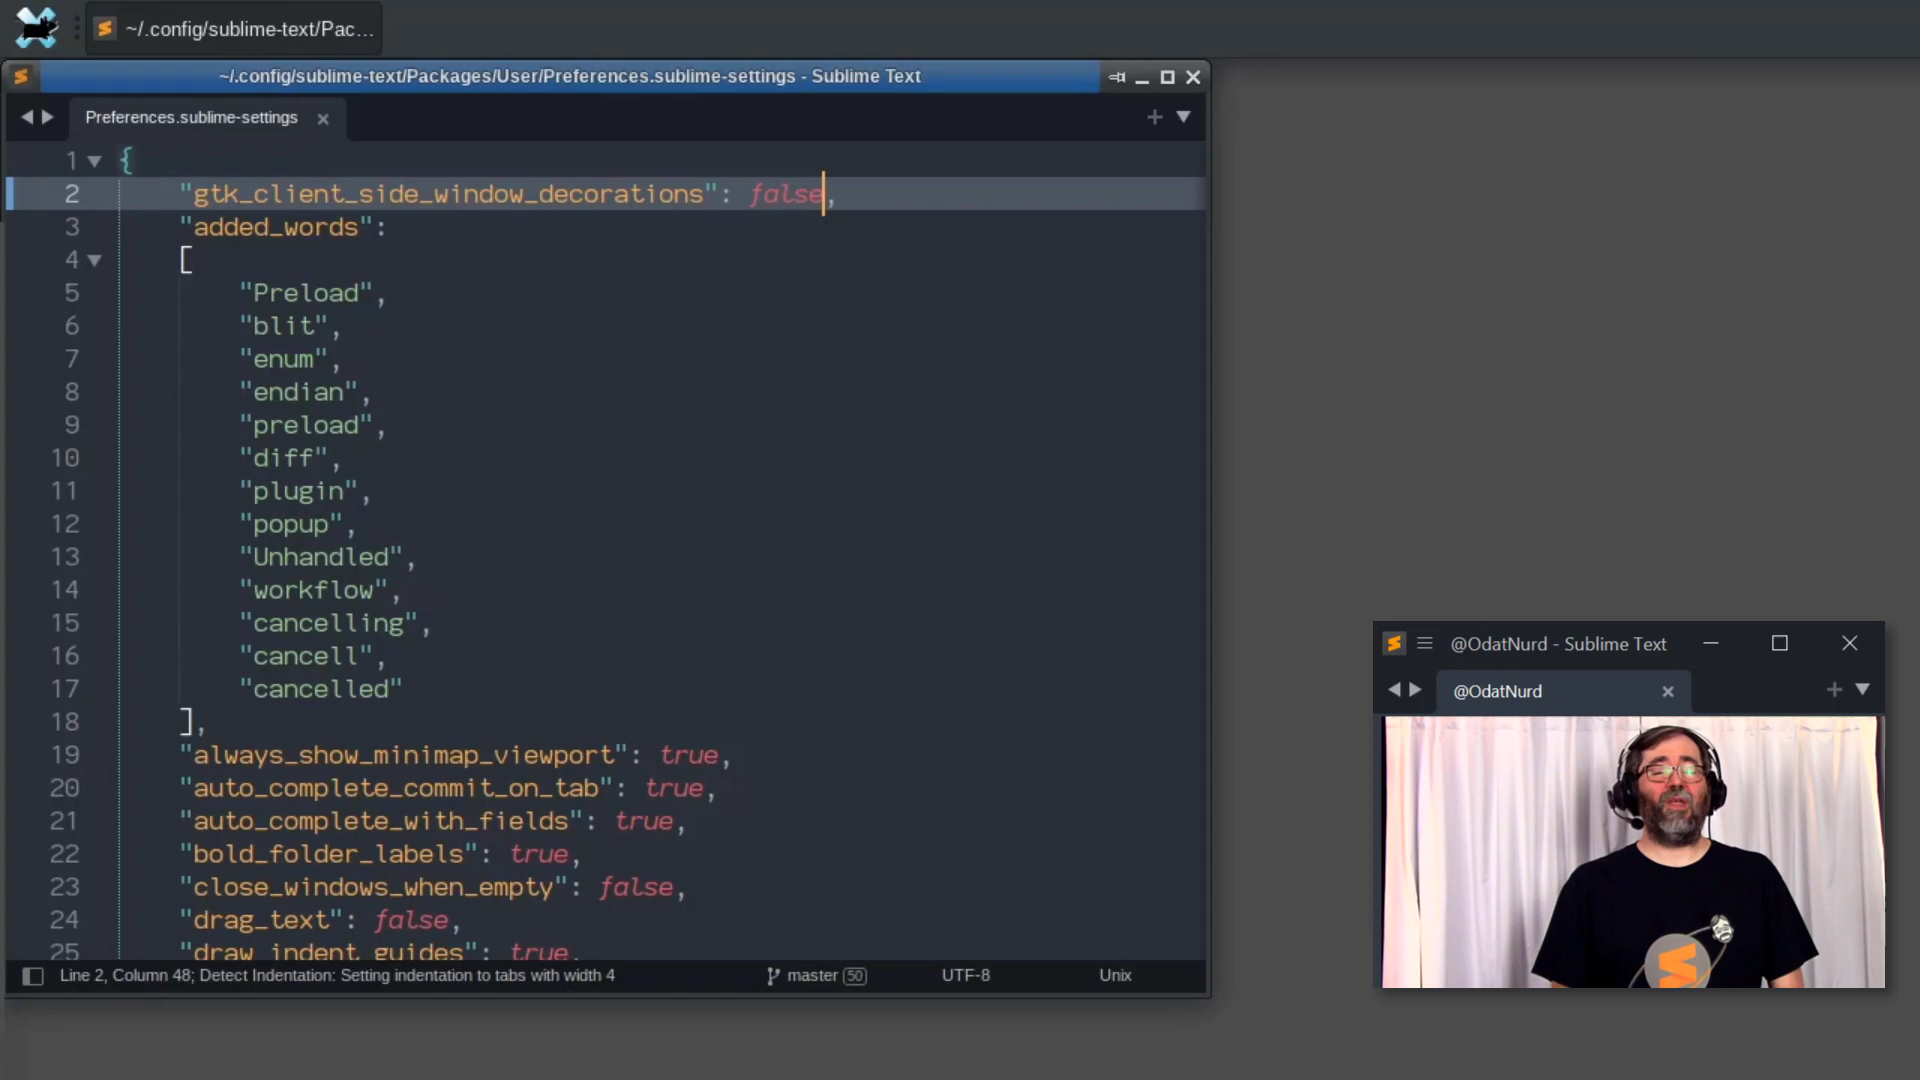 ~/.config/sublime-text/Pac...
~/.config/sublime-text/Packages/User/Preferences.sublime-settings - Sublime Text
Preferences.sublime-settings
1 {
2 "gtk_client_side_window_decorations": false,
3 "added_words":
4 [
5 "Preload",
6 "blit",
7 "enum",
8 "endian",
9 "preload",
10 "diff",
11 "plugin",
12 "popup",
13 "Unhandled",
14 "workflow",
15 "cancelling",
16 "cancell",
17 "cancelled"
18 ],
19 "always_show_minimap_viewport": true,
20 "auto_complete_commit_on_tab": true,
21 "auto_complete_with_fields": true,
22 "bold_folder_labels": true,
23 "close_windows_when_empty": false,
24 "drag_text": false,
25 "draw_indent_guides": true,
Line 2, Column 48; Detect Indentation: Setting indentation to tabs with width 4
master 50
UTF-8
Unix
@OdatNurd - Sublime Text
@OdatNurd